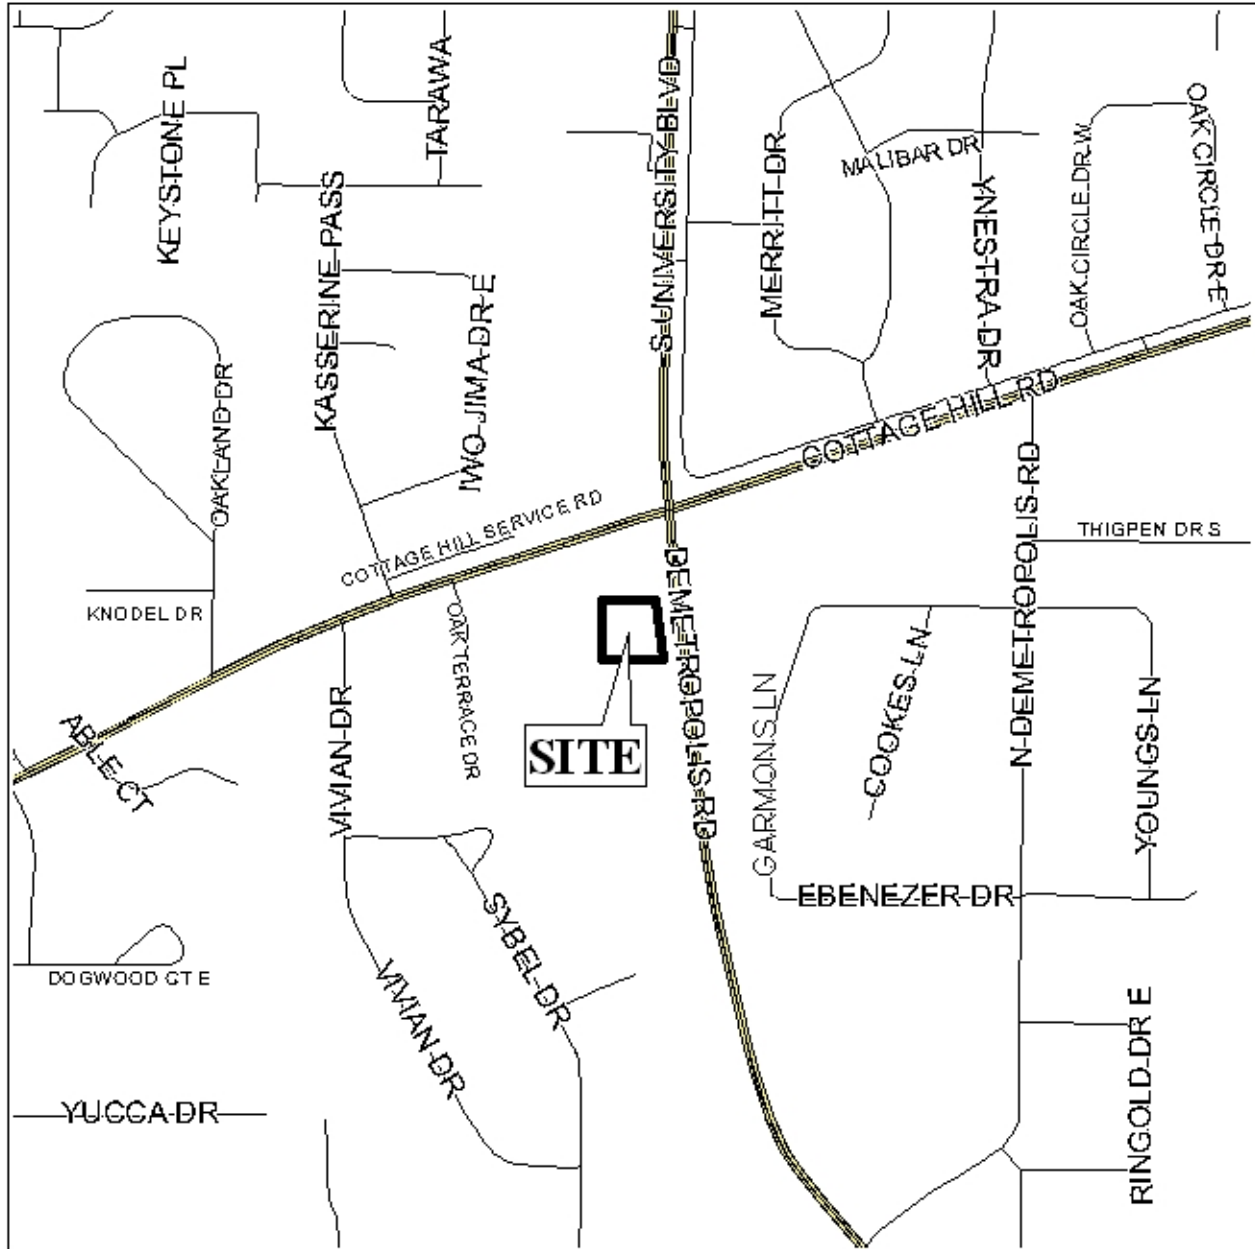 KEYSTONE PL
TARAWA
S UNIVERSITY BLVD
MERRITT DR
MALIBAR DR
YNESTRA DR
OAK CIRCLE DR W
OAK CIRCLE DR E
KASSERINE PASS
IWO JIMA DR E
OAKLAND DR
COTTAGE HILL RD
COTTAGE HILL SERVICE RD
N DEMETROPOLIS RD
THIGPEN DR S
KNODEL DR
OAK TERRACE DR
DEMETROPOLIS RD
SITE
ABLE CT
VIVIAN DR
GARMONS LN
COOKES LN
YOUNGS LN
EBENEZER DR
SYBEL DR
VIVIAN DR
DOGWOOD CT E
YUCCA DR
RINGOLD DR E